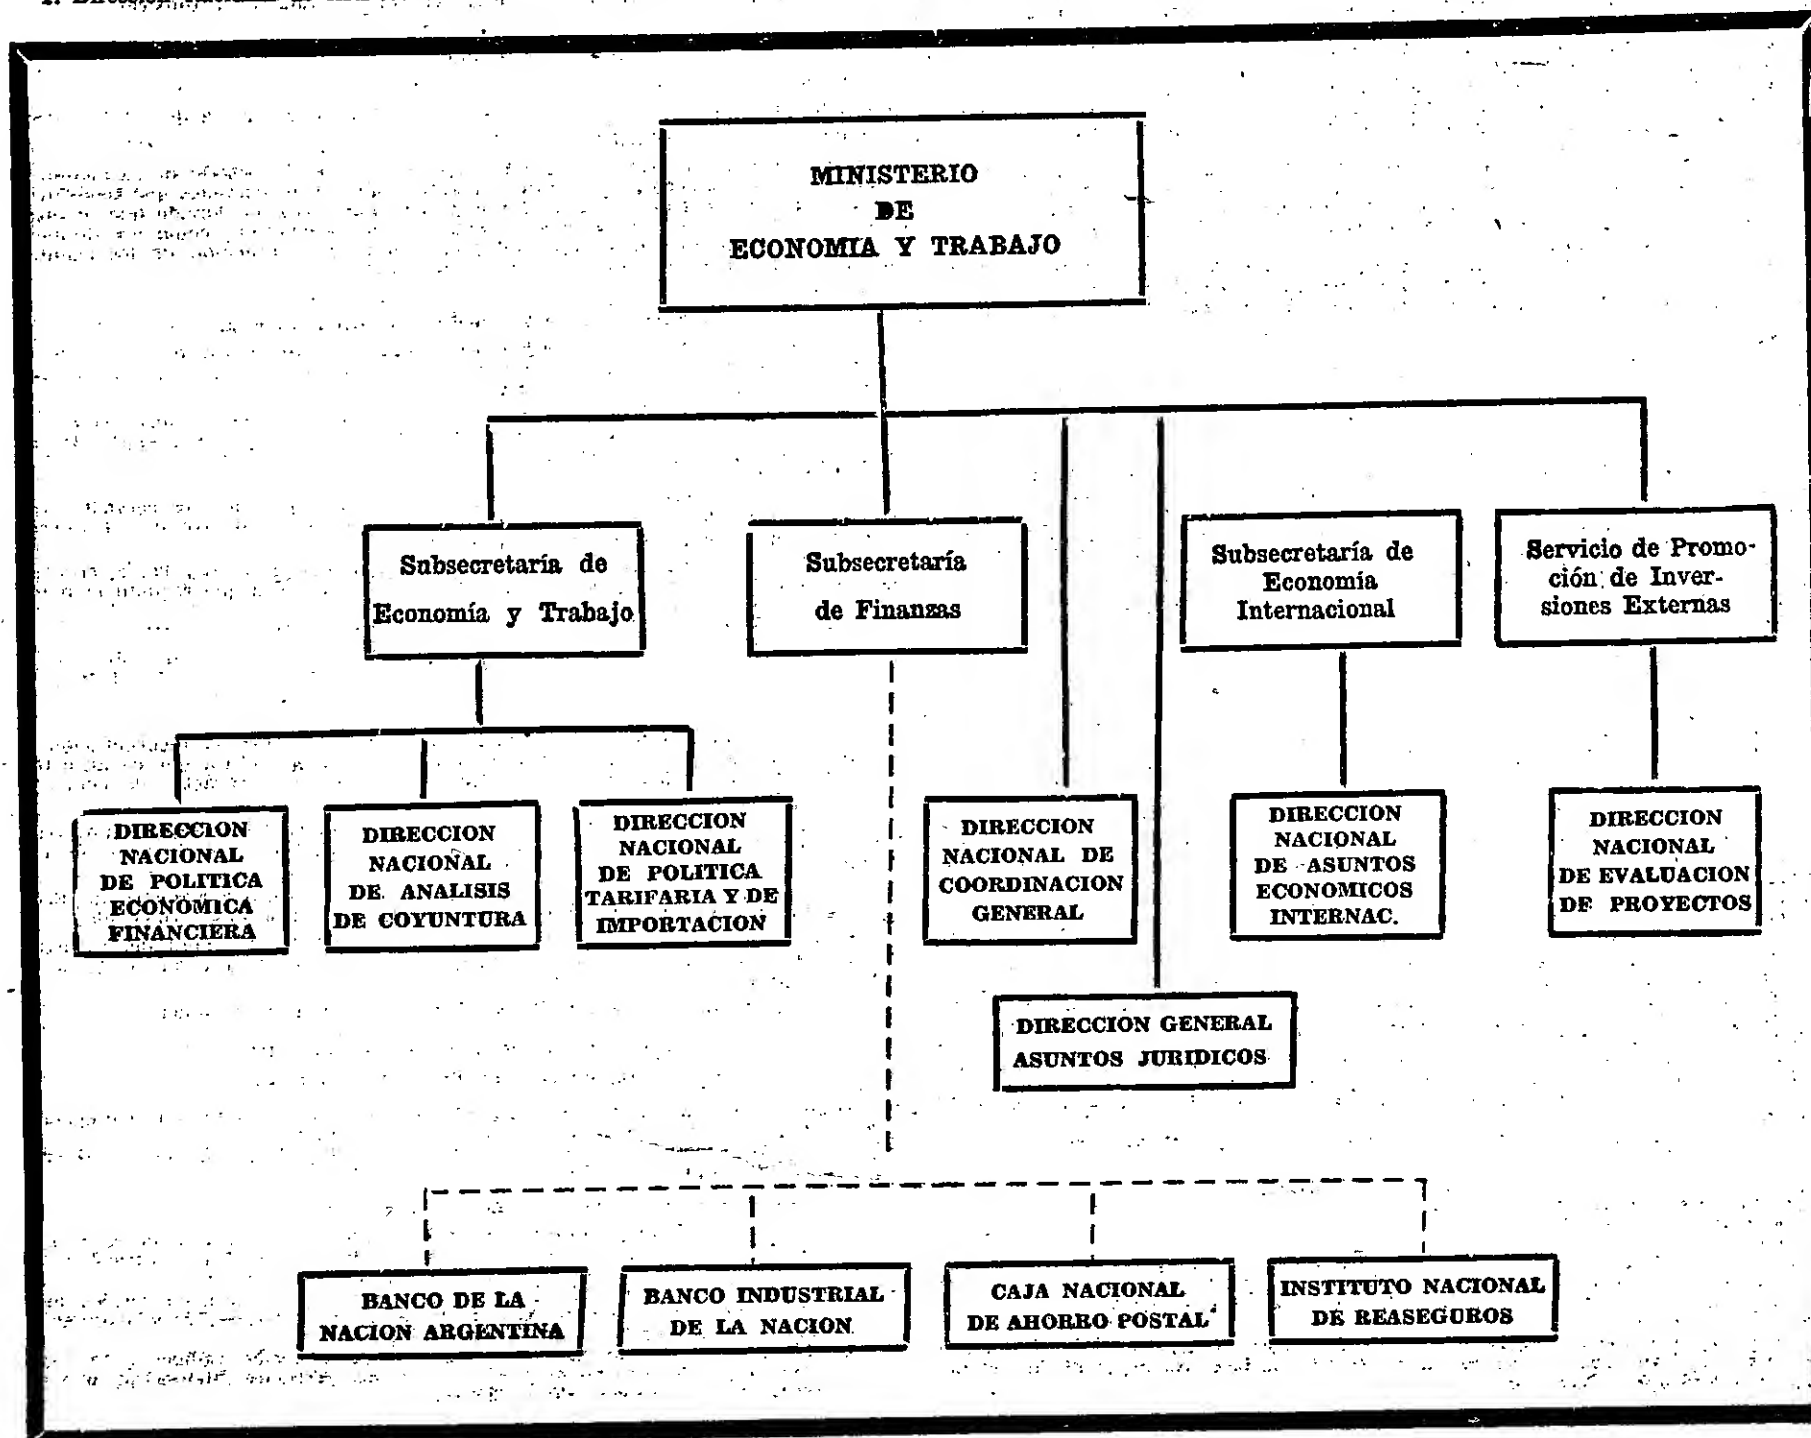 MINISTERIO
DE
ECONOMIA Y TRABAJO
Subsecretaría de
Economía y Trabajo
Subsecretaría
de Finanzas
Subsecretaría de
Economía
Internacional
Servicio de Promo-
ción de Inver-
siones Externas
DIRECCION
NACIONAL
DE POLITICA
ECONOMICA
FINANCIERA
DIRECCION
NACIONAL
DE ANALISIS
DE COYUNTURA
DIRECCION
NACIONAL
DE POLITICA
TARIFARIA Y DE
IMPORTACION
DIRECCION
NACIONAL DE
COORDINACION
GENERAL
DIRECCION
NACIONAL
DE ASUNTOS
ECONOMICOS
INTERNAC.
DIRECCION
NACIONAL
DE EVALUACION
DE PROYECTOS
DIRECCION GENERAL
ASUNTOS JURIDICOS
BANCO DE LA
NACION ARGENTINA
BANCO INDUSTRIAL
DE LA NACION
CAJA NACIONAL
DE AHORRO POSTAL
INSTITUTO NACIONAL
DE REASEGUROS